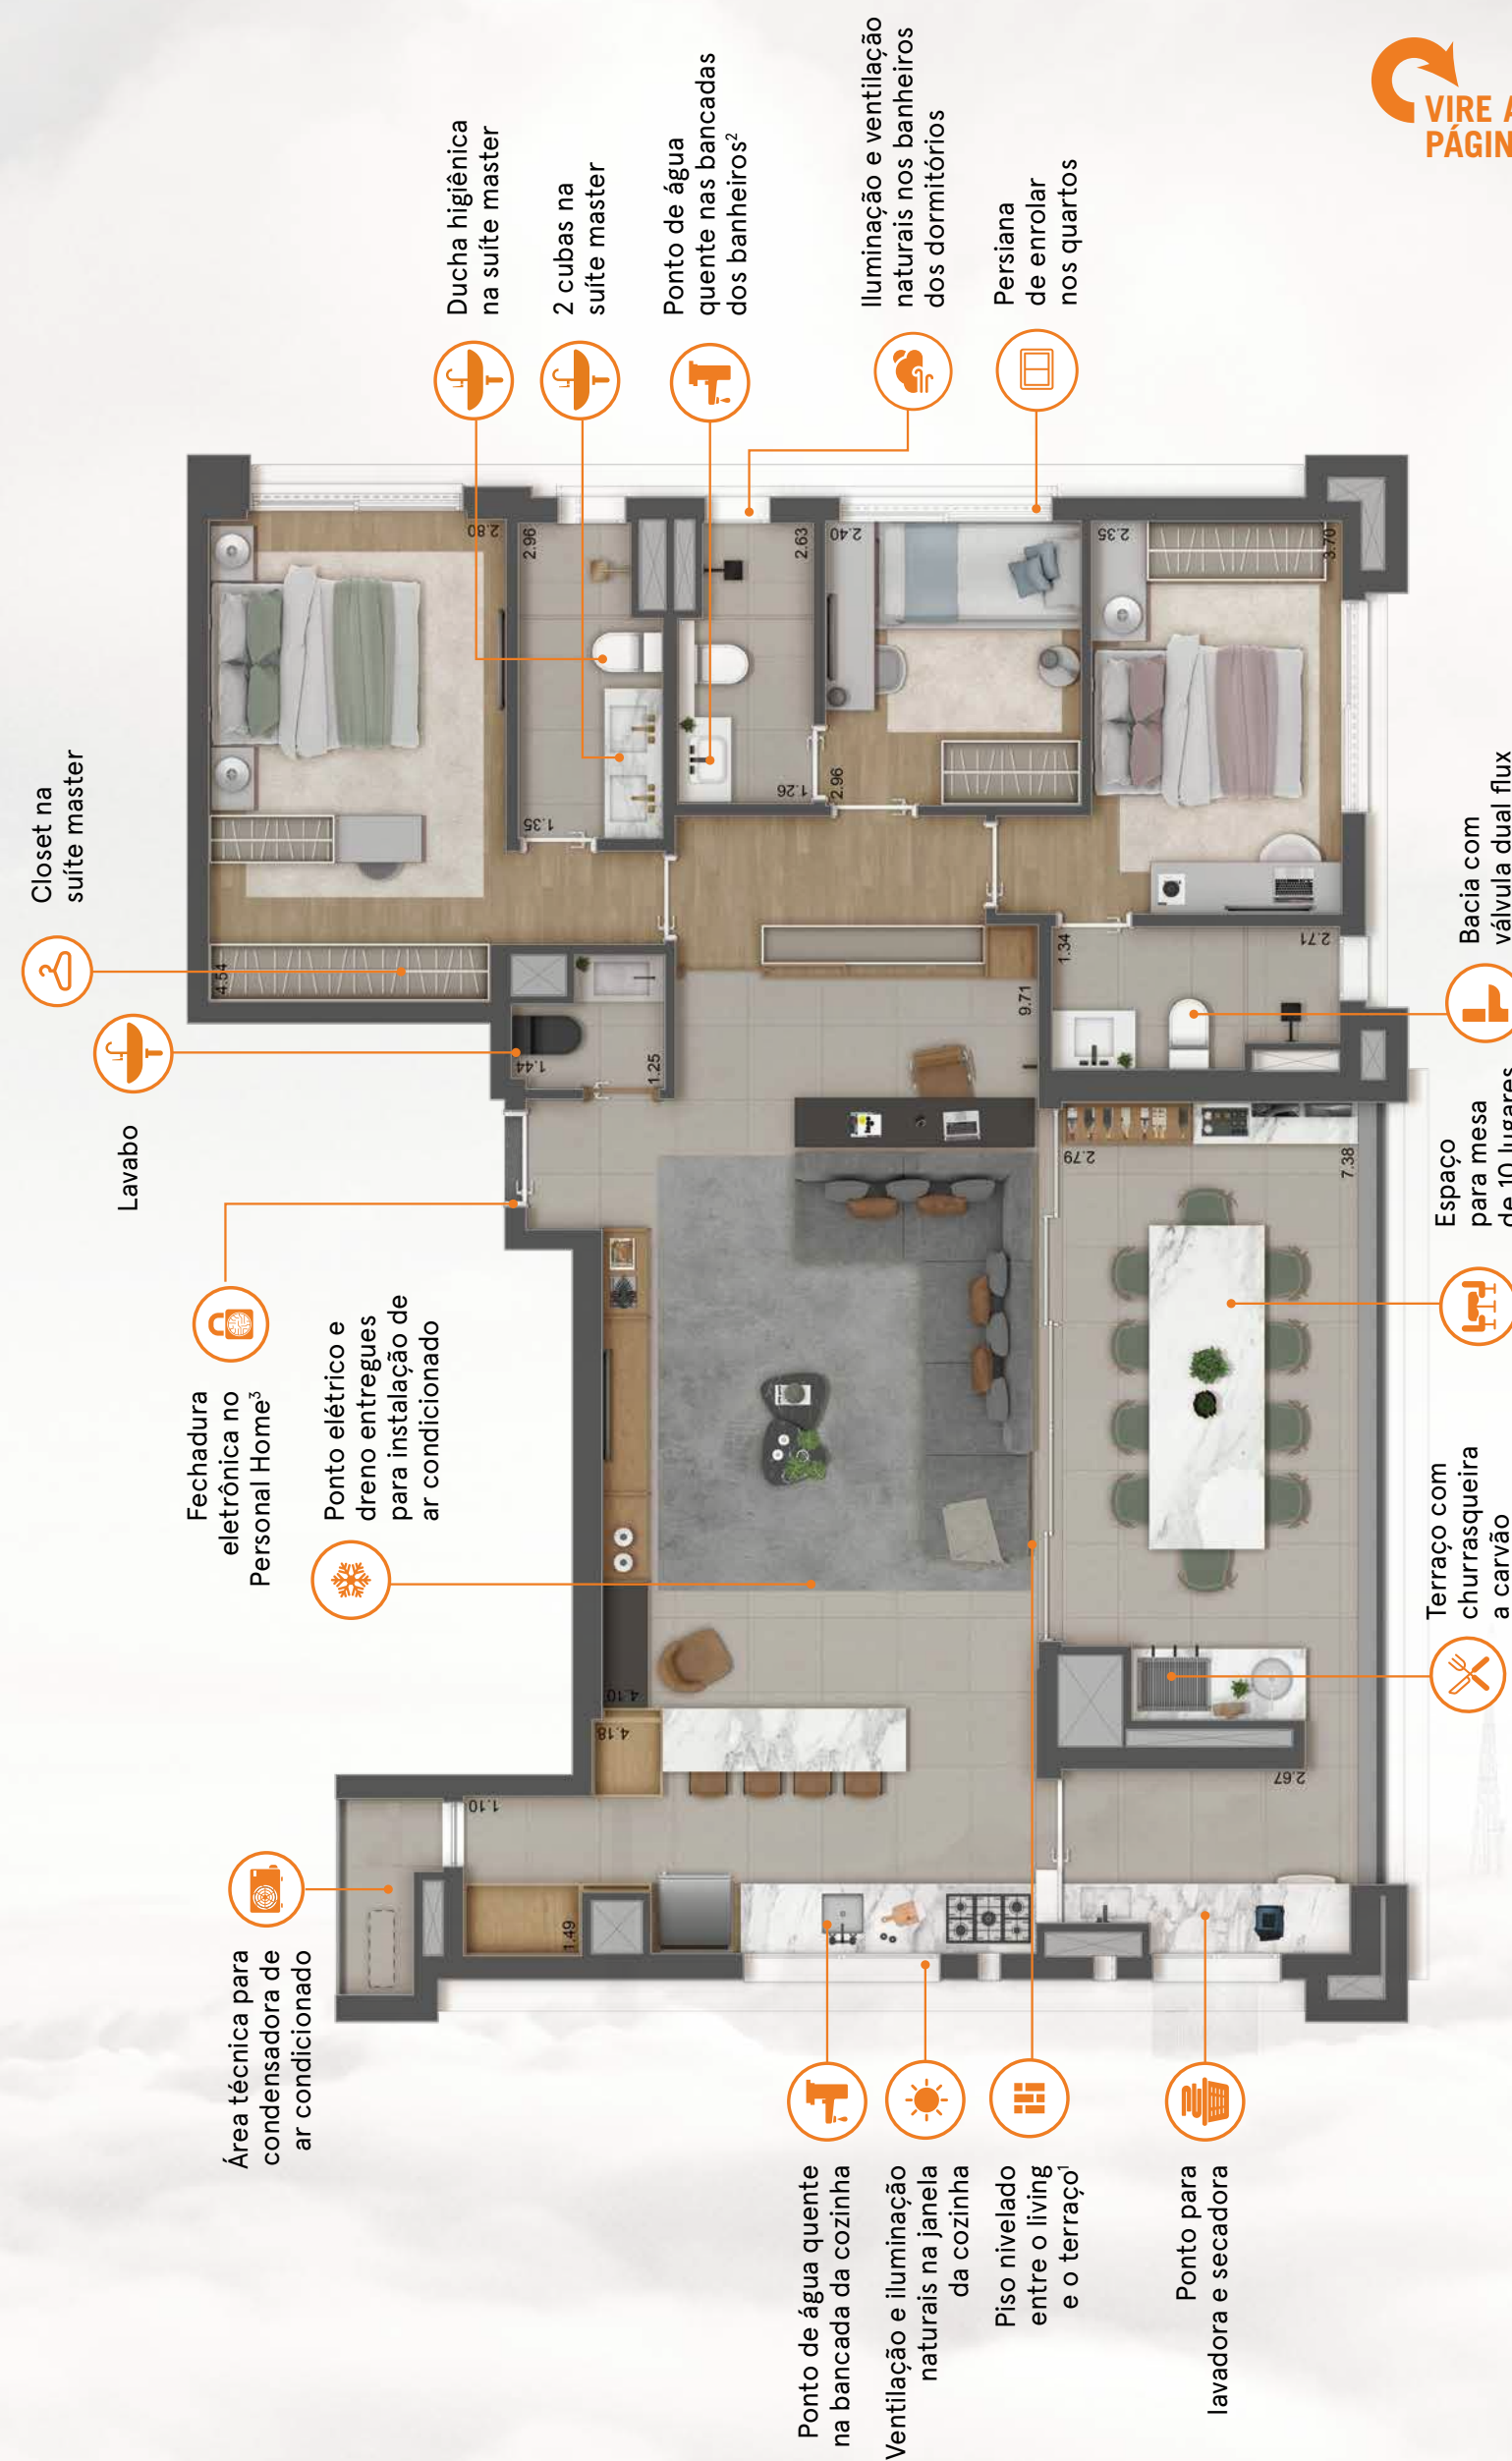 VIRE A
PÁGIN
Área técnica para
condensadora de
ar condicionado
Fechadura
eletrônica no
Personal Home³
Ponto elétrico e
dreno entregues
para instalação de
ar condicionado
Lavabo
Closet na
suíte master
Ducha higiênica
na suíte master
2 cubas na
suíte master
Ponto de água
quente nas bancadas
dos banheiros²
Iluminação e ventilação
naturais nos banheiros
dos dormitórios
Persiana
de enrolar
nos quartos
Ponto de água quente
na bancada da cozinha
Ventilação e iluminação
naturais na janela
da cozinha
Piso nivelado
entre o living
e o terraço¹
Ponto para
lavadora e secadora
Terraço com
churrasqueira
a carvão
Espaço
para mesa
de 10 lugares
Bacia com
válvula dual flux
4.54
2.80
2.96
1.35
2.63
1.26
2.40
2.96
2.35
3.70
1.44
1.25
9.71
1.34
2.71
2.79
7.38
4.10
4.18
1.10
1.49
2.67